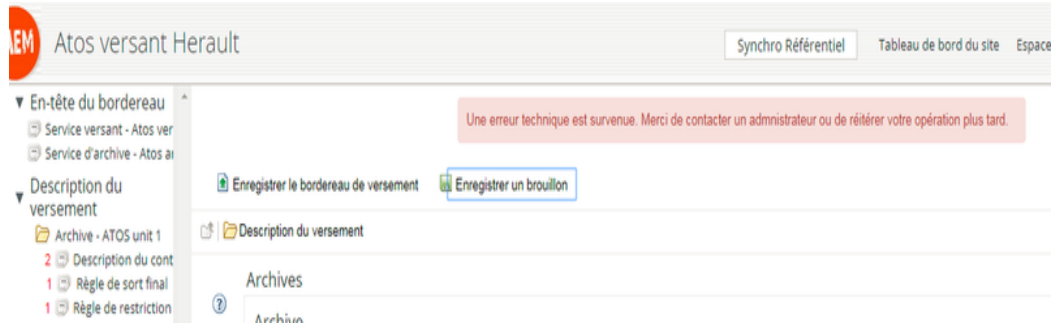 EM Atos versant Herault
Synchro Référentiel Tableau de bord du site Espace
En-tête du bordereau
Service versant - Atos ver
Service d'archive - Atos ar
Une erreur technique est survenue. Merci de contacter un admnistrateur ou de réitérer votre opération plus tard.
Description du
versement
Archive - ATOS unit 1
2 Description du cont
1 Règle de sort final
1 Règle de restriction
Enregistrer le bordereau de versement Enregistrer un brouillon
Description du versement
Archives
?
Archive